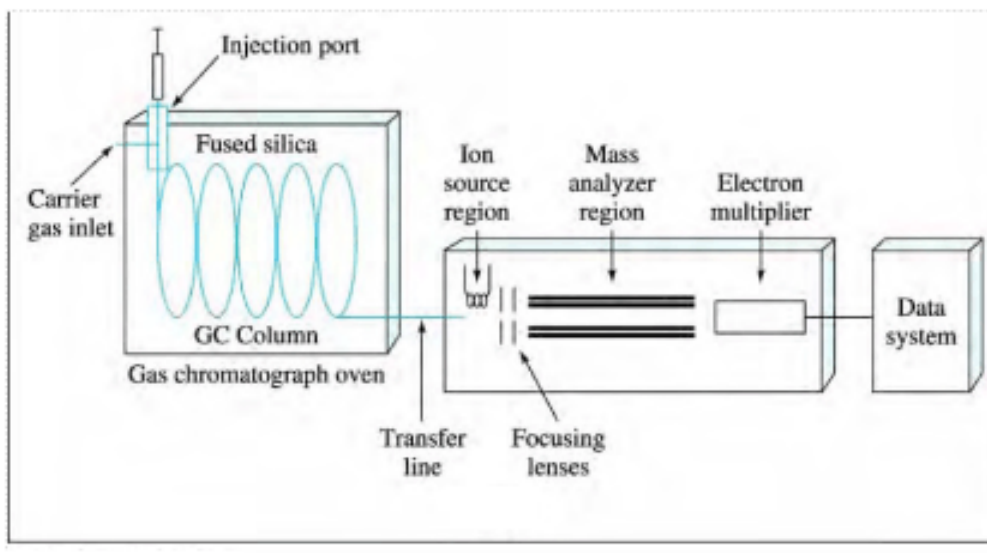 Injection port
Fused silica
Carrier
gas inlet
GC Column
Gas chromatograph oven
Ion
source
region
Mass
analyzer
region
Electron
multiplier
Data
system
Transfer
line
Focusing
lenses